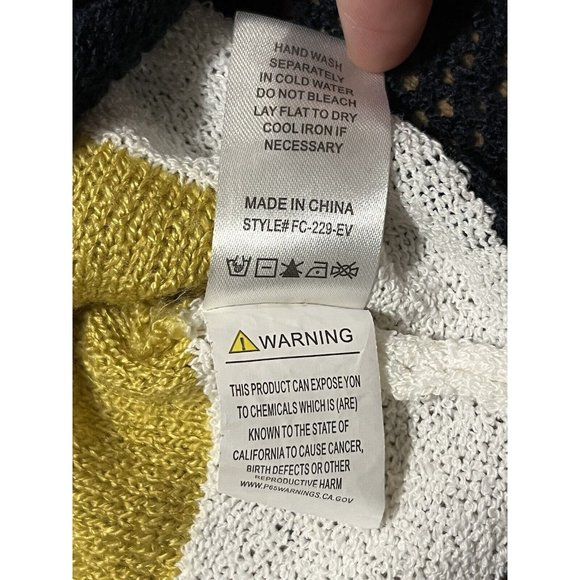 HAND WASH
SEPARATELY
IN COLD WATER
DO NOT BLEACH
LAY FLAT TO DRY
COOL IRON IF
NECESSARY
MADE IN CHINA
STYLE# FC-229-EV
WARNING
THIS PRODUCT CAN EXPOSE YON
TO CHEMICALS WHICH IS (ARE)
KNOWN TO THE STATE OF
CALIFORNIA TO CAUSE CANCER,
BIRTH DEFECTS OR OTHER
REPRODUCTIVE HARM
WWW.P65WARNINGS.CA.GOV